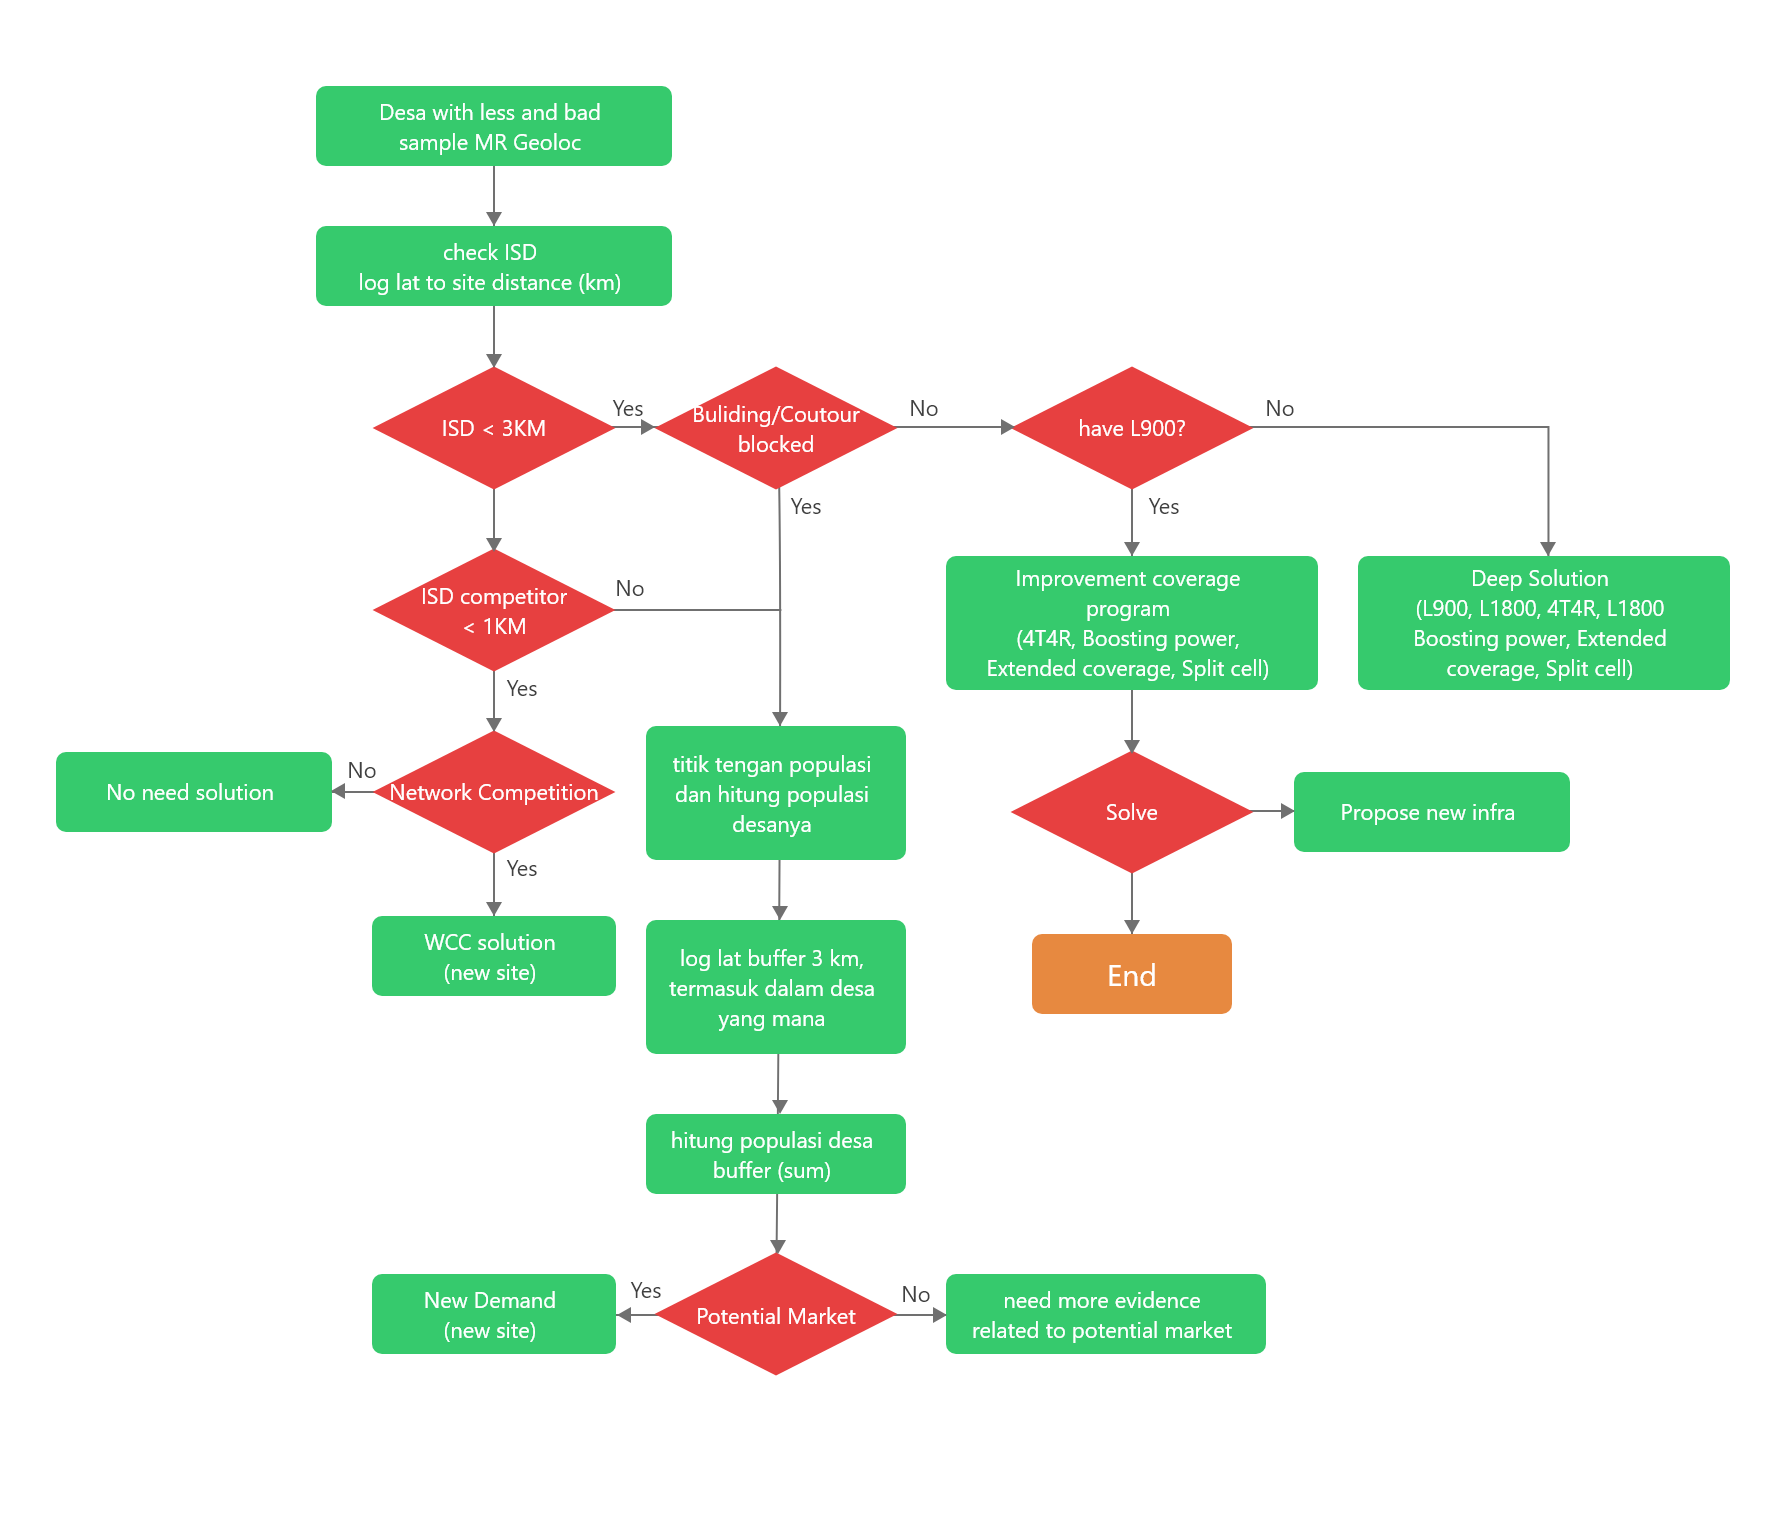 Desa with less and bad
sample MR Geoloc
check ISD
log lat to site distance (km)
ISD < 3KM
Yes
Buliding/Coutour
blocked
No
have L900?
No
Yes
Yes
ISD competitor
< 1KM
No
Improvement coverage
program
(4T4R, Boosting power,
Extended coverage, Split cell)
Deep Solution
(L900, L1800, 4T4R, L1800
Boosting power, Extended
coverage, Split cell)
Yes
No need solution
No
Network Competition
titik tengan populasi
dan hitung populasi
desanya
Solve
Propose new infra
Yes
WCC solution
(new site)
log lat buffer 3 km,
termasuk dalam desa
yang mana
End
hitung populasi desa
buffer (sum)
New Demand
(new site)
Yes
Potential Market
No
need more evidence
related to potential market